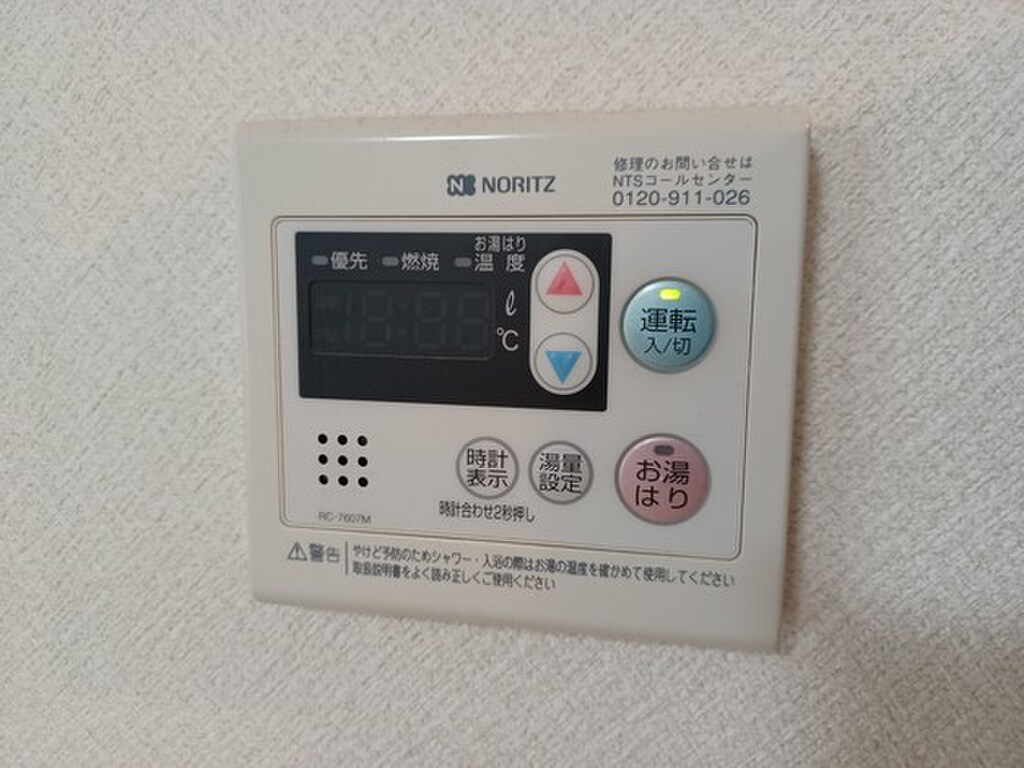 NORITZ
修理のお問い合せは
NTSコールセンター
0120-911-026
お湯はり
優先 燃焼 温度
ℓ
℃
運転
入/切
時計
表示
湯量
設定
お湯
はり
時計合わせ2秒押し
RC-7607M
警告
やけど予防のためシャワー・入浴の際はお湯の温度を確かめて使用してください
取扱説明書をよく読み正しくご使用ください